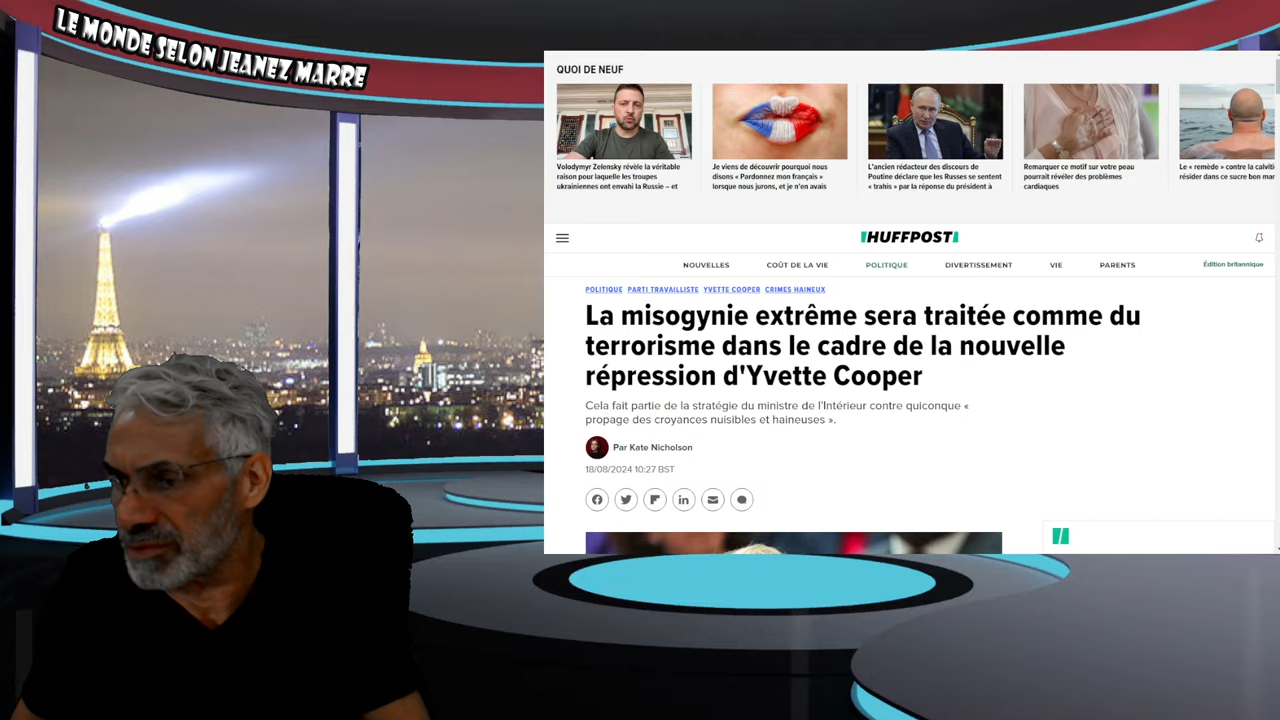 LE MONDE SELON JEANEZ MARRE
QUOI DE NEUF
Volodymyr Zelensky révèle la véritable
raison pour laquelle les troupes
ukrainiennes ont envahi la Russie – et
Je viens de découvrir pourquoi nous
disons « Pardonnez mon français »
lorsque nous jurons, et je n'en avais
L'ancien rédacteur des discours de
Poutine déclare que les Russes se sentent
« trahis » par la réponse du président à
Remarquer ce motif sur votre peau
pourrait révéler des problèmes
cardiaques
Le « remède » contre la calviti
résider dans ce sucre bon mar
HUFFPOST
NOUVELLES COÛT DE LA VIE POLITIQUE DIVERTISSEMENT VIE PARENTS Édition britannique
POLITIQUE PARTI TRAVAILLISTE YVETTE COOPER CRIMES HAINEUX
La misogynie extrême sera traitée comme du
terrorisme dans le cadre de la nouvelle
répression d'Yvette Cooper
Cela fait partie de la stratégie du ministre de l'Intérieur contre quiconque «
propage des croyances nuisibles et haineuses ».
Par Kate Nicholson
18/08/2024 10:27 BST